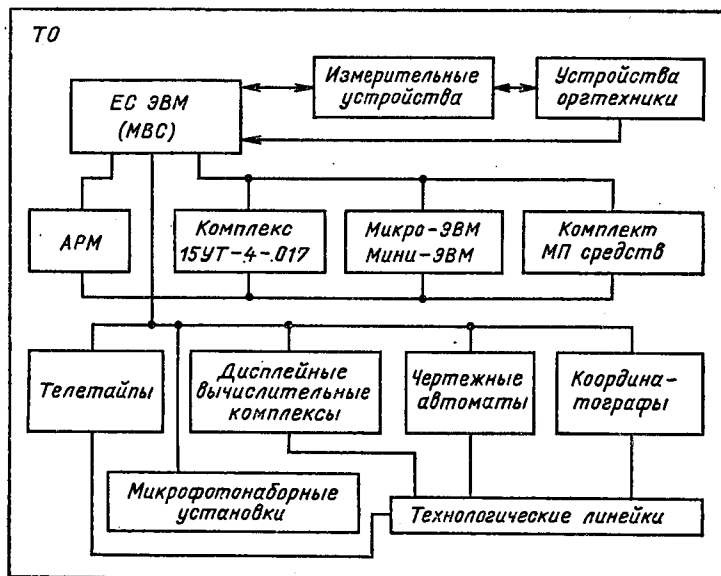 ТО
ЕС ЭВМ
(МВС)
Измерительные
устройства
Устройства
оргтехники
АРМ
Комплекс
15УТ-4-.017
Микро-ЭВМ
Мини-ЭВМ
Комплект
МП средств
Телетайпы
Дисплейные
вычислительные
комплексы
Чертежные
автоматы
Координа-
тографы
Микрофотонаборные
установки
Технологические линейки